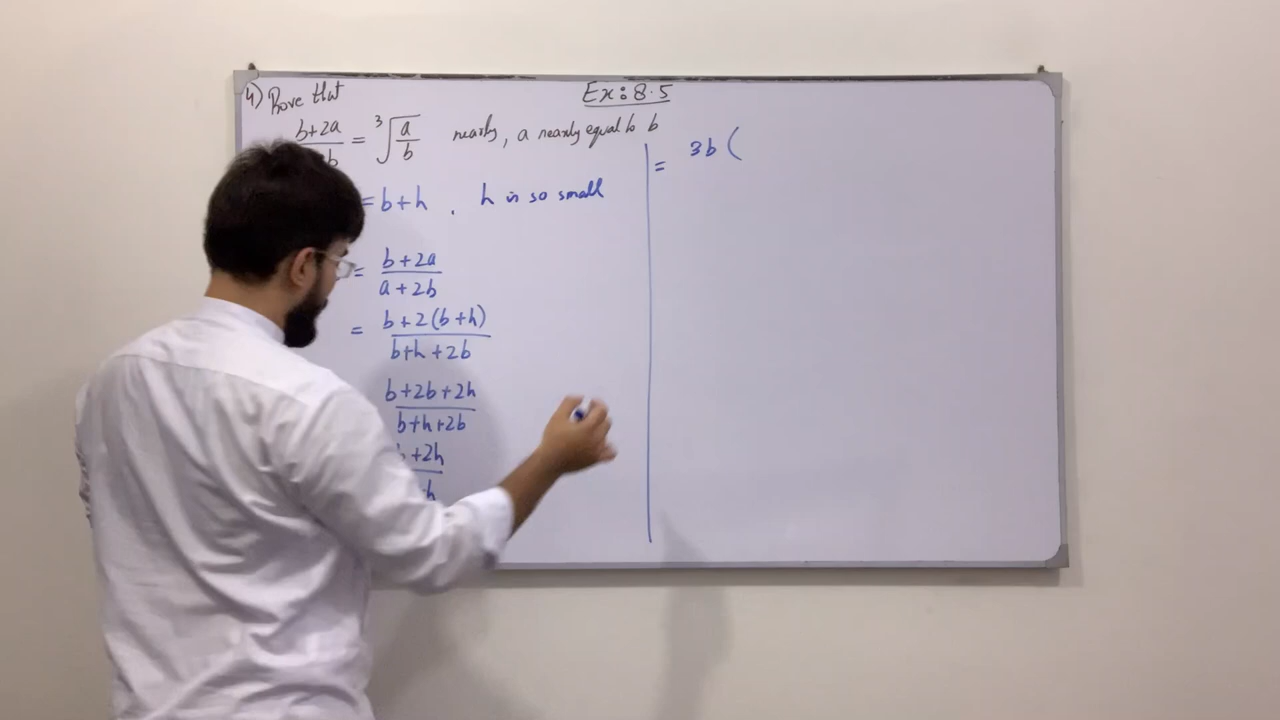 4) Prove that
Ex: 8.5
b+2a / b = ³√(a/b) nearly, a nearly equal to b
= b+h , h is so small
= b+2a / a+2b
= b+2(b+h) / b+h+2b
b+2b+2h / b+h+2b
+2h / h
= 3b (